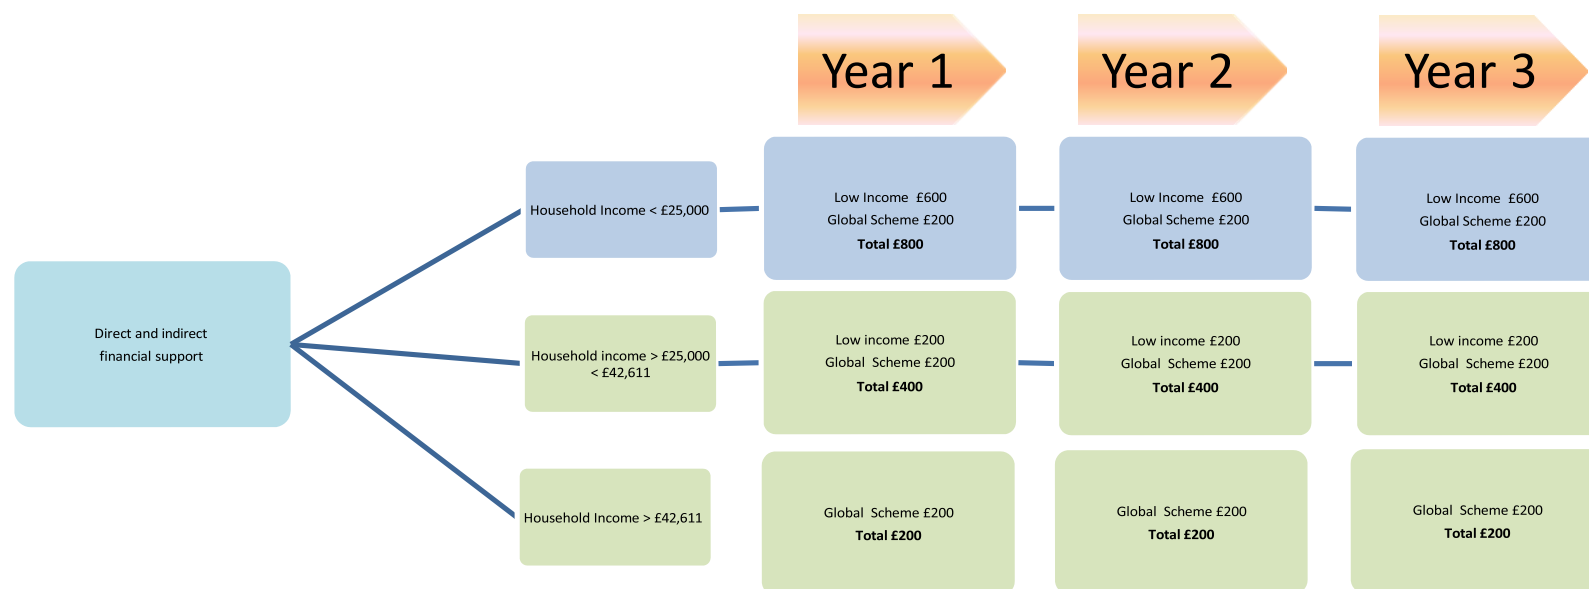 Year 1
Year 2
Year 3
Direct and indirect
financial support
Household Income < £25,000
Low Income  £600
Global Scheme £200
Total £800
Low Income  £600
Global Scheme £200
Total £800
Low Income  £600
Global Scheme £200
Total £800
Household income > £25,000
< £42,611
Low income £200
Global  Scheme £200
Total £400
Low income £200
Global  Scheme £200
Total £400
Low income £200
Global  Scheme £200
Total £400
Household Income > £42,611
Global  Scheme £200
Total £200
Global  Scheme £200
Total £200
Global  Scheme £200
Total £200